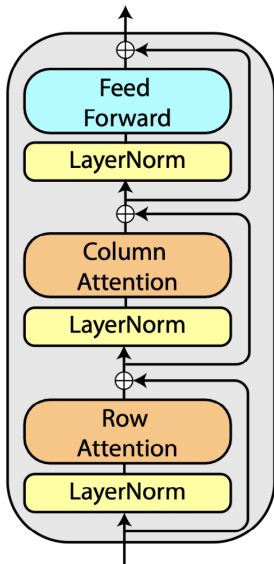 Feed
Forward
LayerNorm
Column
Attention
LayerNorm
Row
Attention
LayerNorm